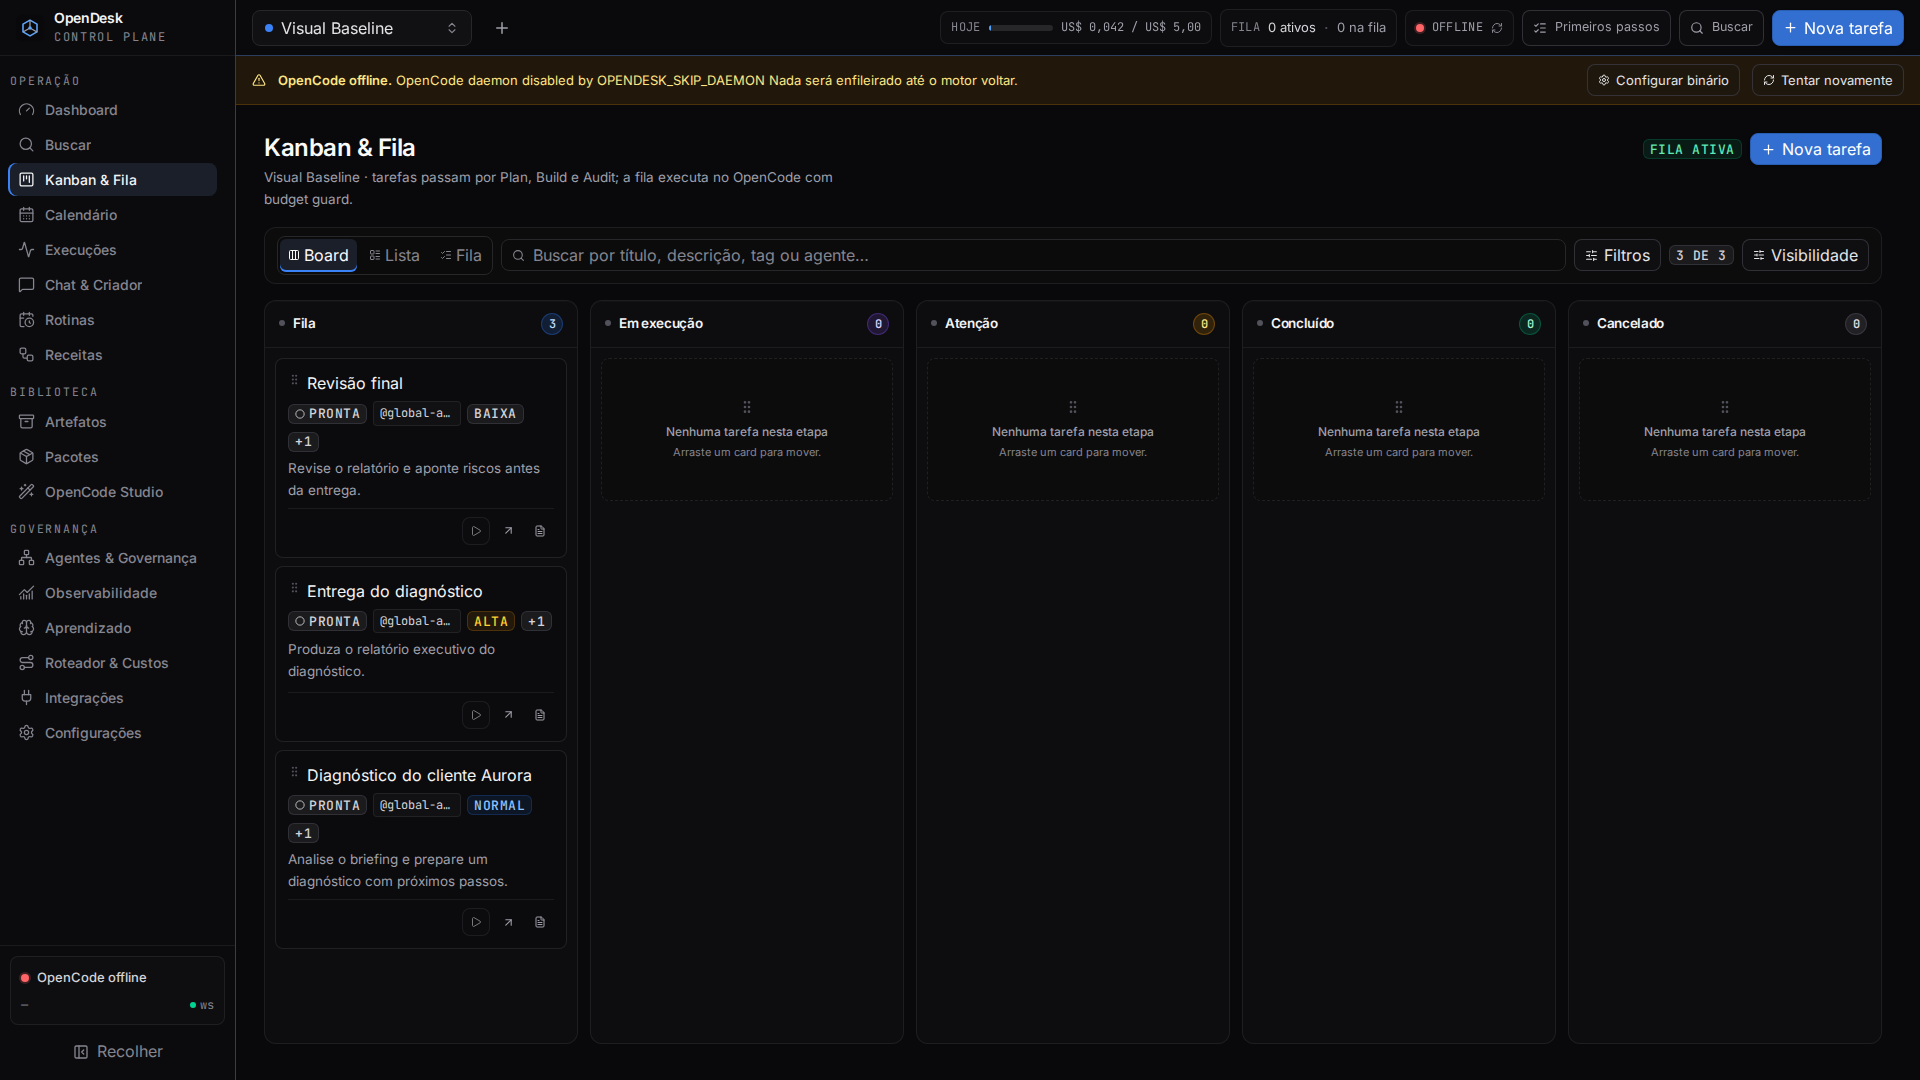 OpenDesk
CONTROL PLANE
Visual Baseline
HOJE US$ 0,042 / US$ 5,00
FILA 0 ativos · 0 na fila
OFFLINE
Primeiros passos
Buscar
+ Nova tarefa
OpenCode offline. OpenCode daemon disabled by OPENDESK_SKIP_DAEMON Nada será enfileirado até o motor voltar.
Configurar binário
Tentar novamente
OPERAÇÃO
Dashboard
Buscar
Kanban & Fila
Calendário
Execuções
Chat & Criador
Rotinas
Receitas
BIBLIOTECA
Artefatos
Pacotes
OpenCode Studio
GOVERNANÇA
Agentes & Governança
Observabilidade
Aprendizado
Roteador & Custos
Integrações
Configurações
OpenCode offline
—
ws
Recolher
Kanban & Fila
Visual Baseline · tarefas passam por Plan, Build e Audit; a fila executa no OpenCode com
budget guard.
FILA ATIVA
+ Nova tarefa
Board
Lista
Fila
Buscar por título, descrição, tag ou agente...
Filtros
3 DE 3
Visibilidade
Fila 3
Revisão final
PRONTA @global-a... BAIXA
+1
Revise o relatório e aponte riscos antes
da entrega.
Entrega do diagnóstico
PRONTA @global-a... ALTA +1
Produza o relatório executivo do
diagnóstico.
Diagnóstico do cliente Aurora
PRONTA @global-a... NORMAL
+1
Analise o briefing e prepare um
diagnóstico com próximos passos.
Em execução 0
Nenhuma tarefa nesta etapa
Arraste um card para mover.
Atenção 0
Nenhuma tarefa nesta etapa
Arraste um card para mover.
Concluído 0
Nenhuma tarefa nesta etapa
Arraste um card para mover.
Cancelado 0
Nenhuma tarefa nesta etapa
Arraste um card para mover.